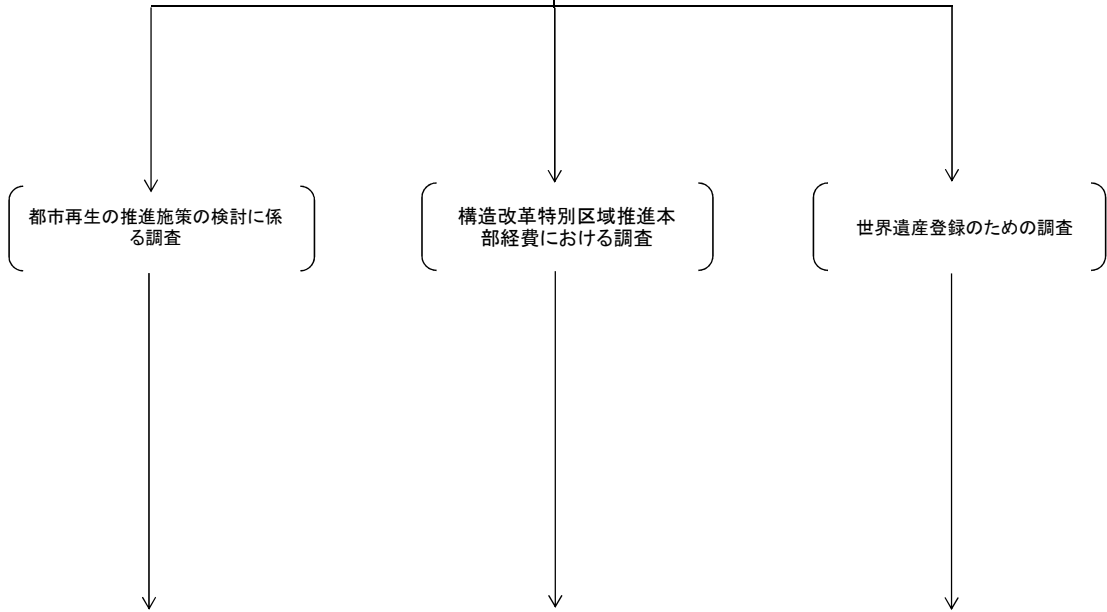 都市再生の推進施策の検討に係
る調査
構造改革特別区域推進本
部経費における調査
世界遺産登録のための調査